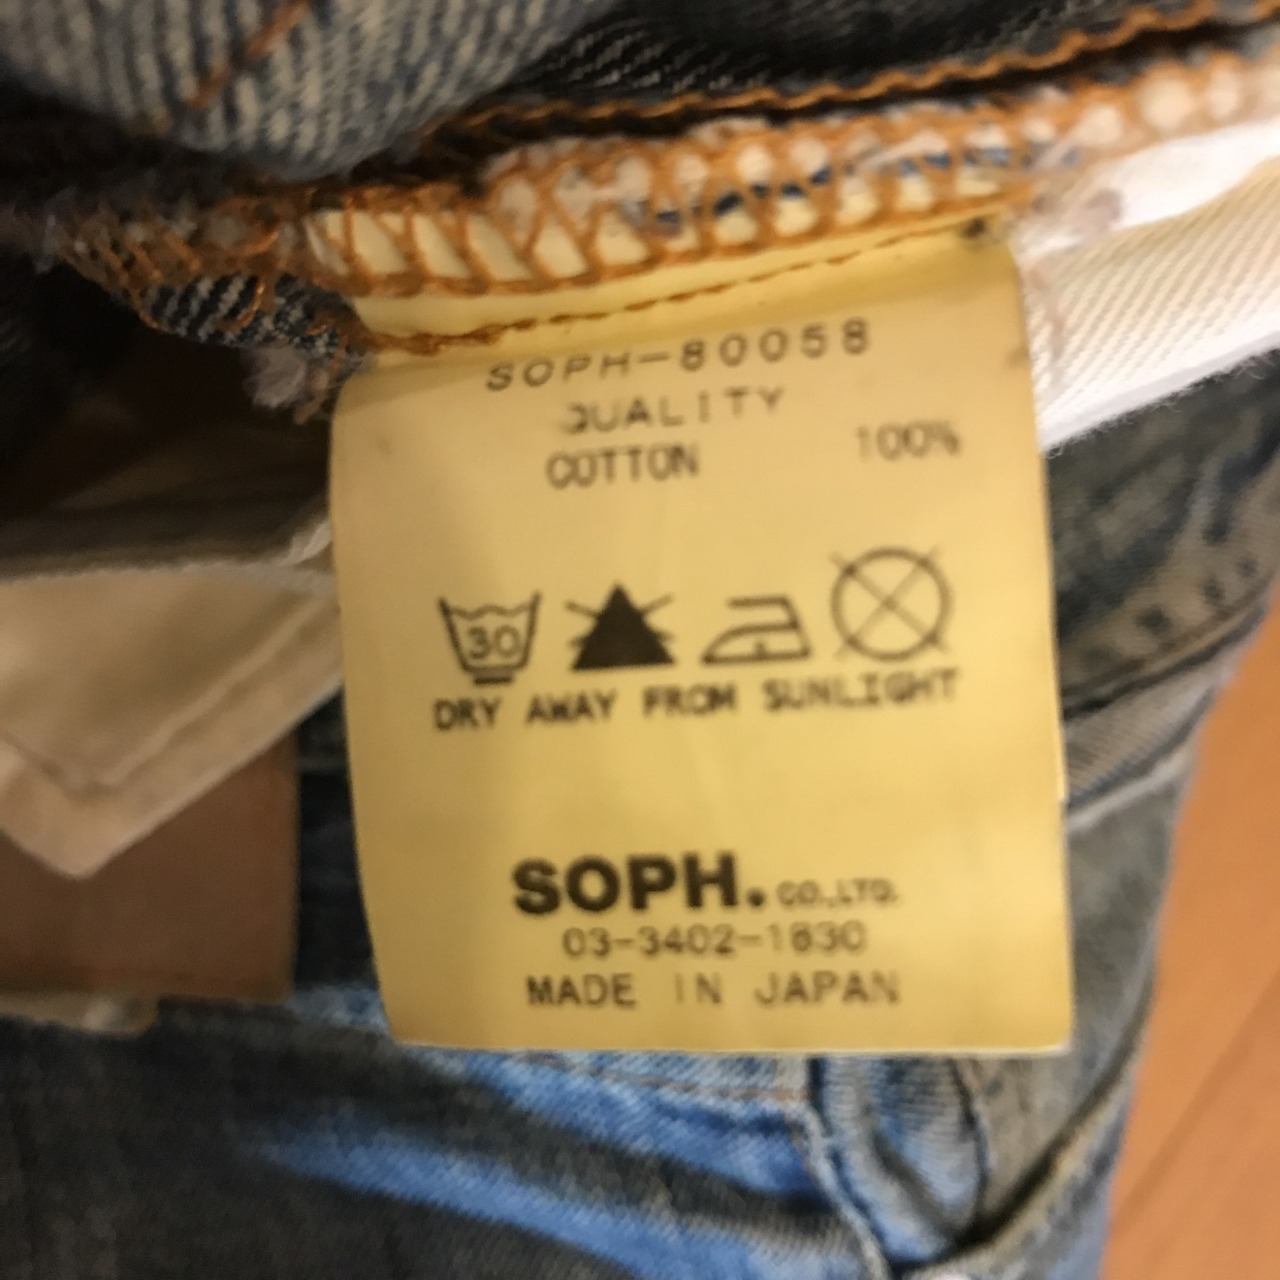 SOPH-80058
QUALITY
COTTON 100%
30
DRY AWAY FROM SUNLIGHT
SOPH. CO.,LTD.
03-3402-1830
MADE IN JAPAN